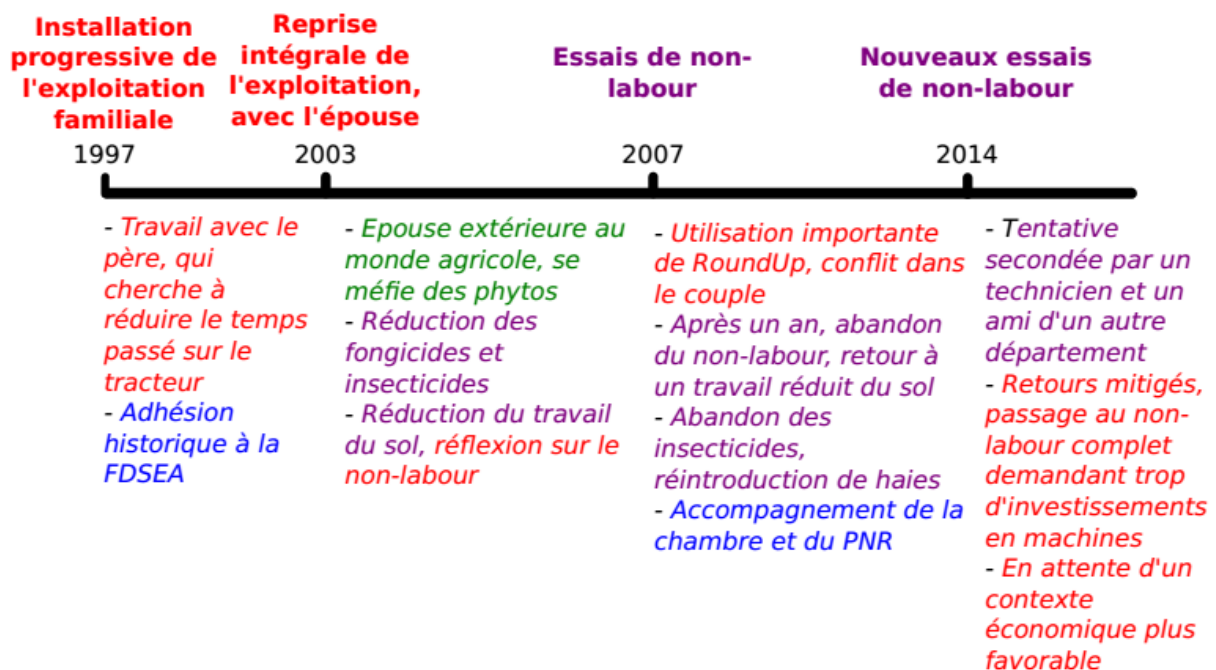 Installation
progressive de
l'exploitation
familiale
Reprise
intégrale de
l'exploitation,
avec l'épouse
Essais de non-
labour
Nouveaux essais
de non-labour
1997
2003
2007
2014
- Travail avec le
père, qui
cherche à
réduire le temps
passé sur le
tracteur
- Adhésion
historique à la
FDSEA
- Epouse extérieure au
monde agricole, se
méfie des phytos
- Réduction des
fongicides et
insecticides
- Réduction du travail
du sol, réflexion sur le
non-labour
- Utilisation importante
de RoundUp, conflit dans
le couple
- Après un an, abandon
du non-labour, retour à
un travail réduit du sol
- Abandon des
insecticides,
réintroduction de haies
- Accompagnement de la
chambre et du PNR
- Tentative
secondée par un
technicien et un
ami d'un autre
département
- Retours mitigés,
passage au non-
labour complet
demandant trop
d'investissements
en machines
- En attente d'un
contexte
économique plus
favorable